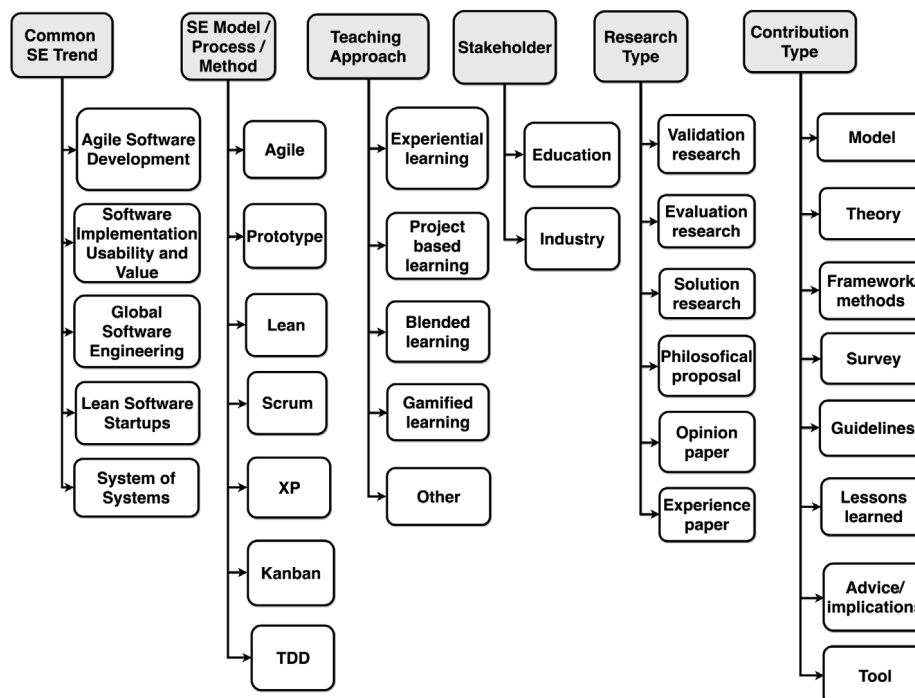 Common
SE Trend
Agile Software
Development
Software
Implementation
Usability and
Value
Global
Software
Engineering
Lean Software
Startups
System of
Systems
SE Model /
Process /
Method
Agile
Prototype
Lean
Scrum
XP
Kanban
TDD
Teaching
Approach
Experiential
learning
Project
based
learning
Blended
learning
Gamified
learning
Other
Stakeholder
Education
Industry
Research
Type
Validation
research
Evaluation
research
Solution
research
Philosofical
proposal
Opinion
paper
Experience
paper
Contribution
Type
Model
Theory
Framework/
methods
Survey
Guidelines
Lessons
learned
Advice/
implications
Tool